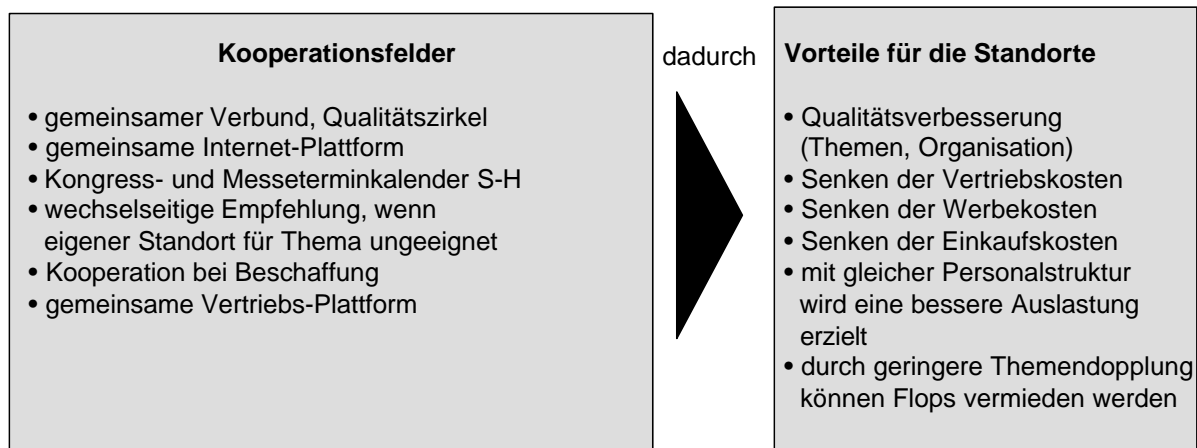 Kooperationsfelder
• gemeinsamer Verbund, Qualitätszirkel
• gemeinsame Internet-Plattform
• Kongress- und Messeterminkalender S-H
• wechselseitige Empfehlung, wenn
eigener Standort für Thema ungeeignet
• Kooperation bei Beschaffung
• gemeinsame Vertriebs-Plattform
dadurch
Vorteile für die Standorte
• Qualitätsverbesserung
(Themen, Organisation)
• Senken der Vertriebskosten
• Senken der Werbekosten
• Senken der Einkaufskosten
• mit gleicher Personalstruktur
wird eine bessere Auslastung
erzielt
• durch geringere Themendopplung
können Flops vermieden werden